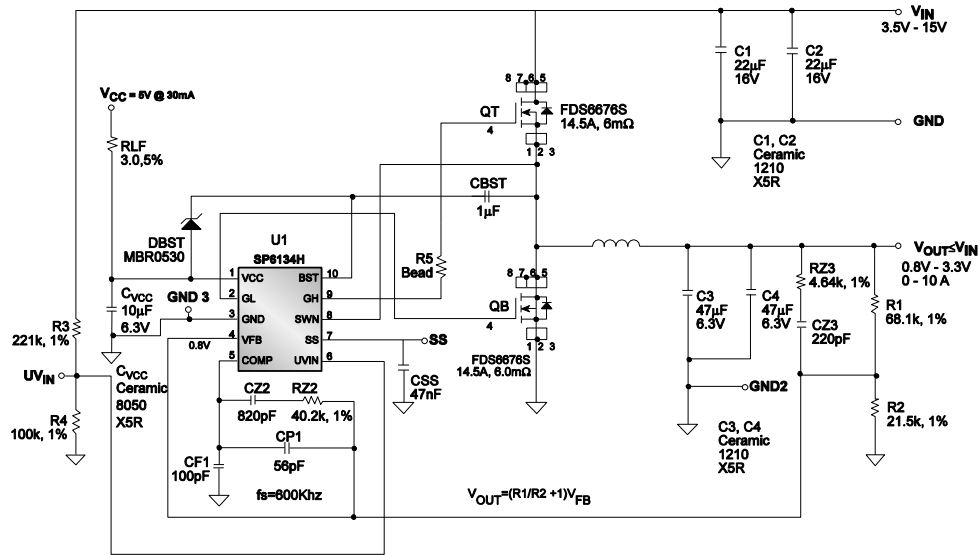 VIN
3.5V - 15V
C1
22μF
16V
C2
22μF
16V
GND
C1, C2
Ceramic
1210
X5R
VCC = 5V @ 30mA
RLF
3.0,5%
8 7 6 5
QT
4
FDS6676S
14.5A, 6mΩ
1 2 3
CBST
1μF
DBST
MBR0530
U1
SP6134H
1 VCC BST 10
2 GL GH 9
3 GND SWN 8
4 VFB SS 7
5 COMP UVIN 6
R5
Bead
CVCC
10μF
6.3V
GND 3
0.8V
R3
221k, 1%
UVIN
R4
100k, 1%
CVCC
Ceramic
8050
X5R
SS
CSS
47nF
8 7 6 5
QB
4
1 2 3
FDS6676S
14.5A, 6.0mΩ
VOUT≤VIN
0.8V - 3.3V
0 - 10 A
C3
47μF
6.3V
C4
47μF
6.3V
RZ3
4.64k, 1%
CZ3
220pF
R1
68.1k, 1%
R2
21.5k, 1%
GND2
C3, C4
Ceramic
1210
X5R
CZ2
820pF
RZ2
40.2k, 1%
CP1
56pF
CF1
100pF
fs=600Khz
VOUT=(R1/R2 +1)VFB